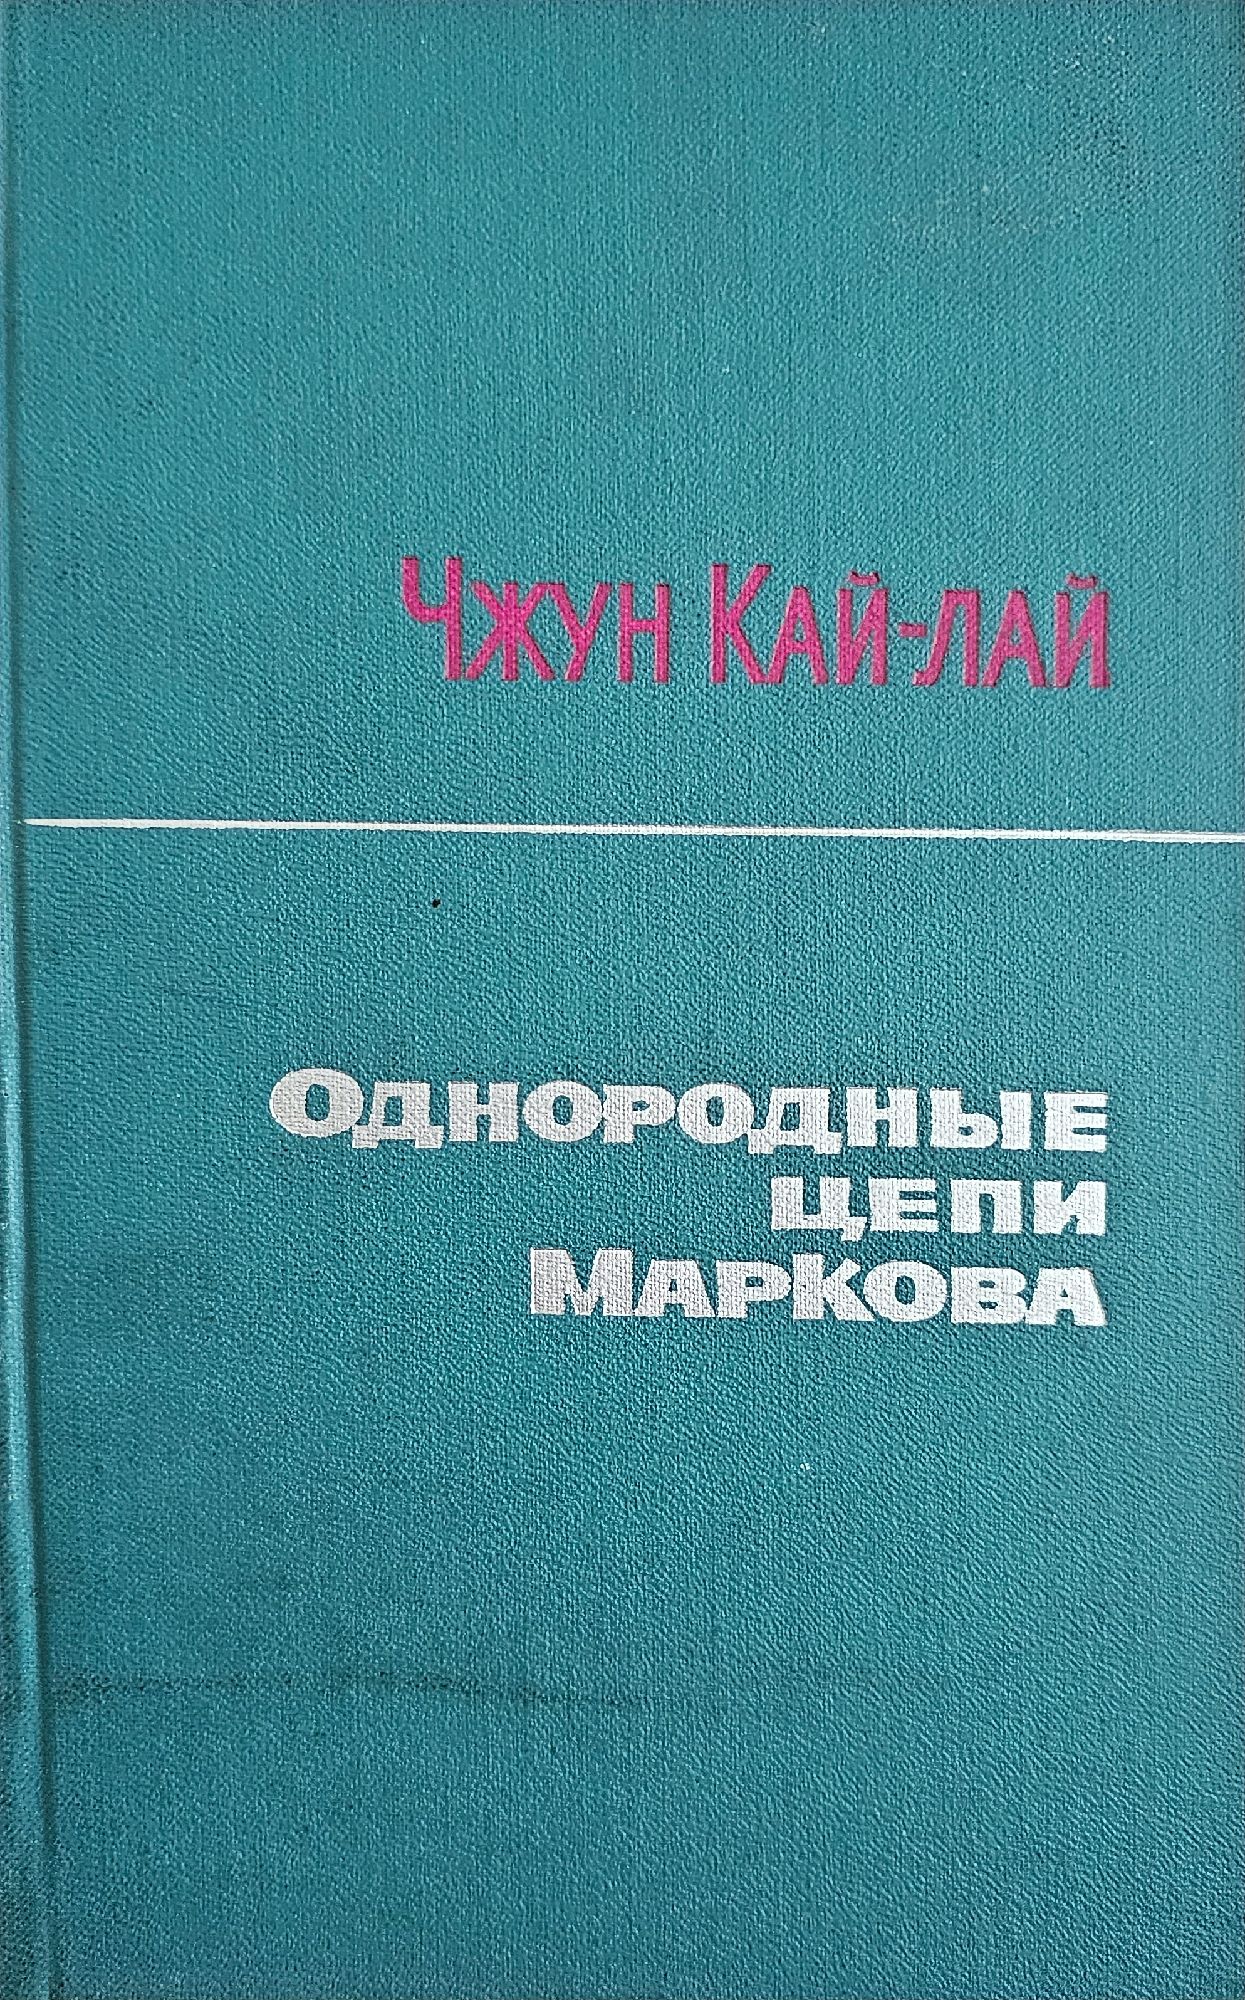 Чжун Кай-лай
Однородные
цепи
Маркова